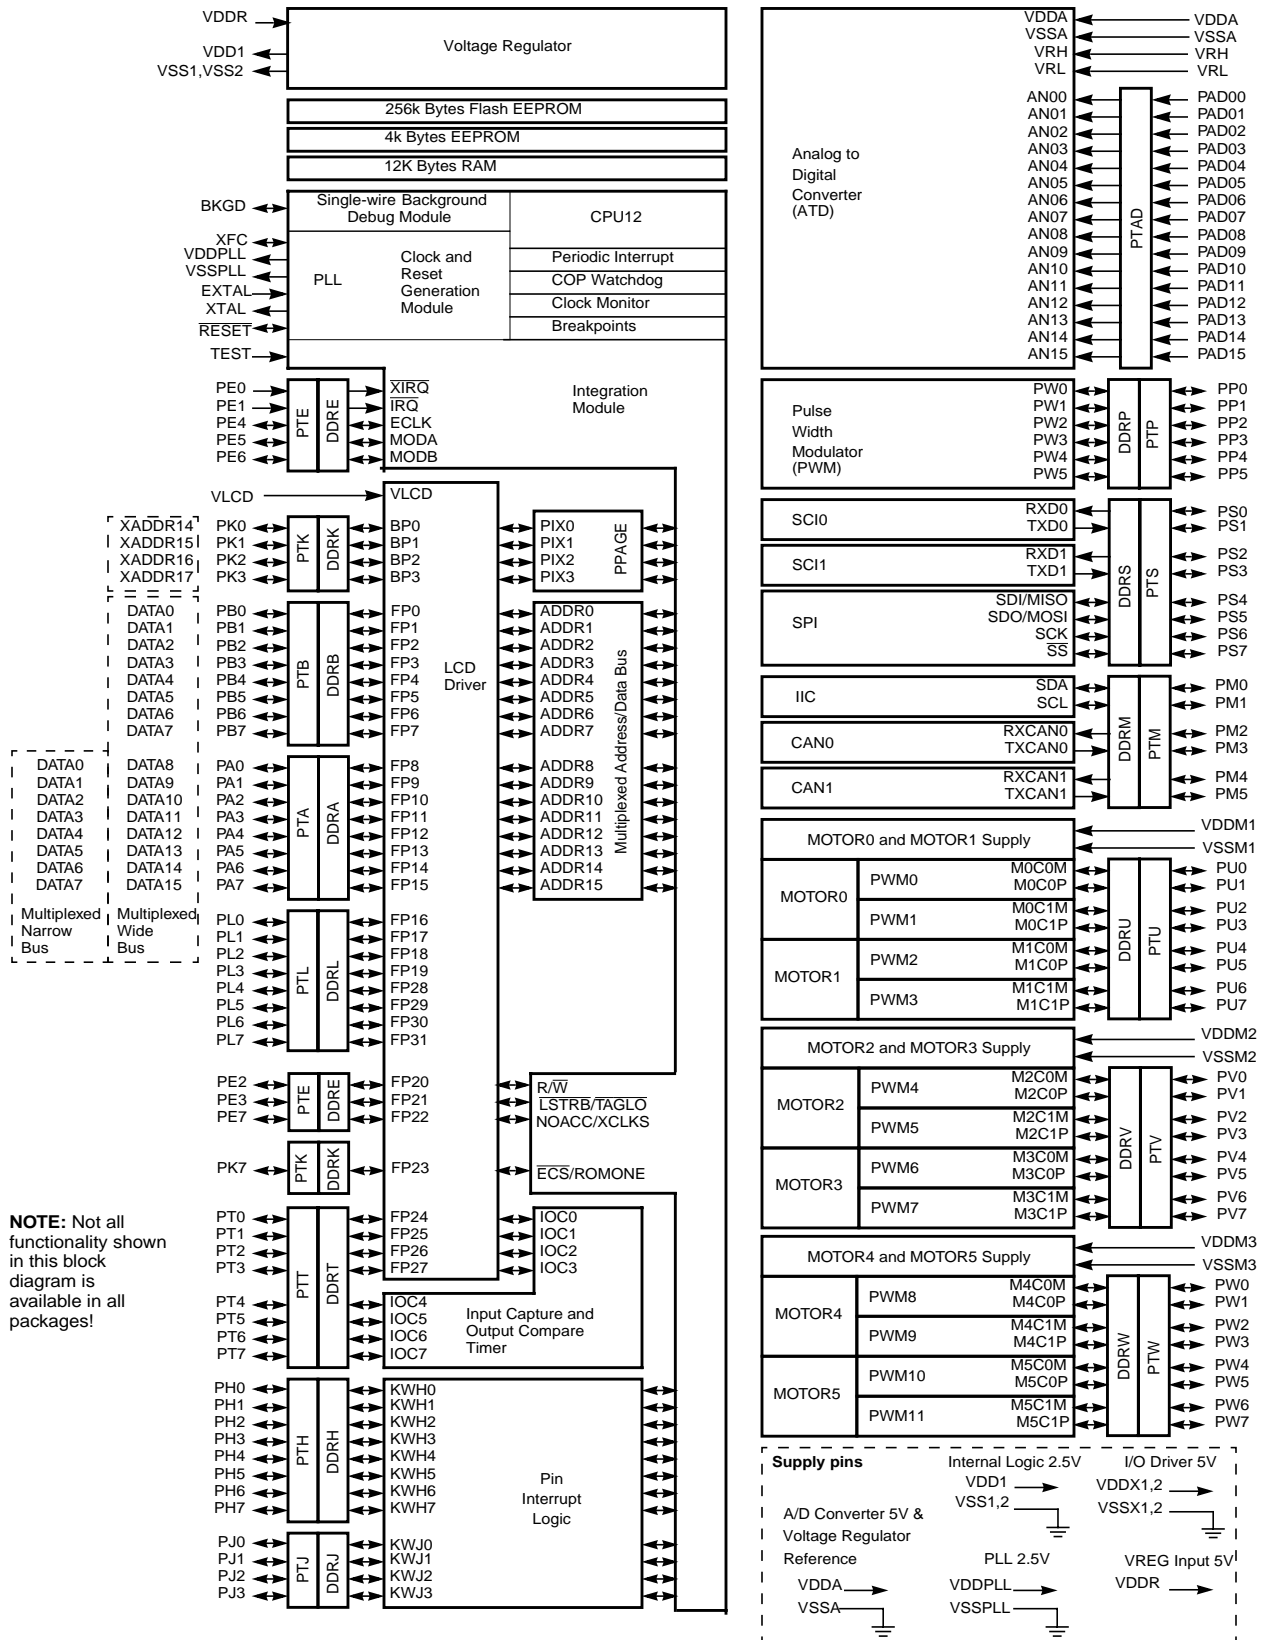 VDDR
Voltage Regulator
VDD1
VSS1,VSS2
256k Bytes Flash EEPROM
4k Bytes EEPROM
12K Bytes RAM
BKGD
Single-wire Background
Debug Module
CPU12
XFC
VDDPLL
VSSPLL
EXTAL
XTAL
RESET
TEST
PLL
Clock and
Reset
Generation
Module
Periodic Interrupt
COP Watchdog
Clock Monitor
Breakpoints
Integration
Module
PE0
PE1
PE4
PE5
PE6
PTE
DDRE
XIRQ
IRQ
ECLK
MODA
MODB
VLCD
VLCD
XADDR14
XADDR15
XADDR16
XADDR17
PK0
PK1
PK2
PK3
PTK
DDRK
BP0
BP1
BP2
BP3
PIX0
PIX1
PIX2
PIX3
PPAGE
DATA0
DATA1
DATA2
DATA3
DATA4
DATA5
DATA6
DATA7
PB0
PB1
PB2
PB3
PB4
PB5
PB6
PB7
PTB
DDRB
FP0
FP1
FP2
FP3
FP4
FP5
FP6
FP7
LCD
Driver
ADDR0
ADDR1
ADDR2
ADDR3
ADDR4
ADDR5
ADDR6
ADDR7
Multiplexed Address/Data Bus
DATA0
DATA1
DATA2
DATA3
DATA4
DATA5
DATA6
DATA7
Multiplexed
Narrow
Bus
DATA8
DATA9
DATA10
DATA11
DATA12
DATA13
DATA14
DATA15
Multiplexed
Wide
Bus
PA0
PA1
PA2
PA3
PA4
PA5
PA6
PA7
PTA
DDRA
FP8
FP9
FP10
FP11
FP12
FP13
FP14
FP15
ADDR8
ADDR9
ADDR10
ADDR11
ADDR12
ADDR13
ADDR14
ADDR15
PL0
PL1
PL2
PL3
PL4
PL5
PL6
PL7
PTL
DDRL
FP16
FP17
FP18
FP19
FP28
FP29
FP30
FP31
PE2
PE3
PE7
PTE
DDRE
FP20
FP21
FP22
R/W
LSTRB/TAGLO
NOACC/XCLKS
PK7
PTK
DDRK
FP23
ECS/ROMONE
NOTE: Not all
functionality shown
in this block
diagram is
available in all
packages!
PT0
PT1
PT2
PT3
PT4
PT5
PT6
PT7
PTT
DDRT
FP24
FP25
FP26
FP27
IOC0
IOC1
IOC2
IOC3
IOC4
IOC5
IOC6
IOC7
Input Capture and
Output Compare
Timer
PH0
PH1
PH2
PH3
PH4
PH5
PH6
PH7
PTH
DDRH
KWH0
KWH1
KWH2
KWH3
KWH4
KWH5
KWH6
KWH7
Pin
Interrupt
Logic
PJ0
PJ1
PJ2
PJ3
PTJ
DDRJ
KWJ0
KWJ1
KWJ2
KWJ3
Analog to
Digital
Converter
(ATD)
VDDA
VSSA
VRH
VRL
VDDA
VSSA
VRH
VRL
AN00
AN01
AN02
AN03
AN04
AN05
AN06
AN07
AN08
AN09
AN10
AN11
AN12
AN13
AN14
AN15
PTAD
PAD00
PAD01
PAD02
PAD03
PAD04
PAD05
PAD06
PAD07
PAD08
PAD09
PAD10
PAD11
PAD12
PAD13
PAD14
PAD15
Pulse
Width
Modulator
(PWM)
PW0
PW1
PW2
PW3
PW4
PW5
DDRP
PTP
PP0
PP1
PP2
PP3
PP4
PP5
SCI0
RXD0
TXD0
SCI1
RXD1
TXD1
SPI
SDI/MISO
SDO/MOSI
SCK
SS
DDRS
PTS
PS0
PS1
PS2
PS3
PS4
PS5
PS6
PS7
IIC
SDA
SCL
CAN0
RXCAN0
TXCAN0
CAN1
RXCAN1
TXCAN1
DDRM
PTM
PM0
PM1
PM2
PM3
PM4
PM5
MOTOR0 and MOTOR1 Supply
VDDM1
VSSM1
MOTOR0
PWM0
M0C0M
M0C0P
PWM1
M0C1M
M0C1P
MOTOR1
PWM2
M1C0M
M1C0P
PWM3
M1C1M
M1C1P
DDRU
PTU
PU0
PU1
PU2
PU3
PU4
PU5
PU6
PU7
MOTOR2 and MOTOR3 Supply
VDDM2
VSSM2
MOTOR2
PWM4
M2C0M
M2C0P
PWM5
M2C1M
M2C1P
MOTOR3
PWM6
M3C0M
M3C0P
PWM7
M3C1M
M3C1P
DDRV
PTV
PV0
PV1
PV2
PV3
PV4
PV5
PV6
PV7
MOTOR4 and MOTOR5 Supply
VDDM3
VSSM3
MOTOR4
PWM8
M4C0M
M4C0P
PWM9
M4C1M
M4C1P
MOTOR5
PWM10
M5C0M
M5C0P
PWM11
M5C1M
M5C1P
DDRW
PTW
PW0
PW1
PW2
PW3
PW4
PW5
PW6
PW7
Supply pins
Internal Logic 2.5V
VDD1
VSS1,2
I/O Driver 5V
VDDX1,2
VSSX1,2
A/D Converter 5V &
Voltage Regulator
Reference
VDDA
VSSA
PLL 2.5V
VDDPLL
VSSPLL
VREG Input 5V
VDDR